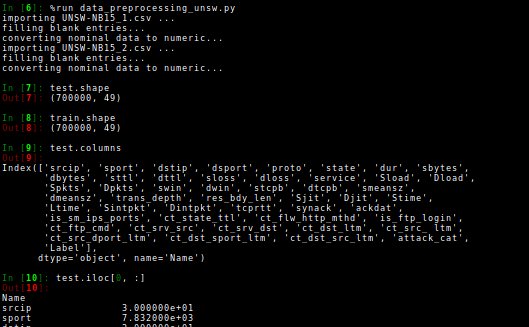 In [6]: %run data_preprocessing_unsw.py
importing UNSW-NB15_1.csv ...
filling blank entries...
converting nominal data to numeric...
importing UNSW-NB15_2.csv ...
filling blank entries...
converting nominal data to numeric...
In [7]: test.shape
Out[7]: (700000, 49)
In [8]: train.shape
Out[8]: (700000, 49)
In [9]: test.columns
Out[9]:
Index(['srcip', 'sport', 'dstip', 'dsport', 'proto', 'state', 'dur', 'sbytes',
'dbytes', 'sttl', 'dttl', 'sloss', 'dloss', 'service', 'Sload', 'Dload',
'Spkts', 'Dpkts', 'swin', 'dwin', 'stcpb', 'dtcpb', 'smeansz',
'dmeansz', 'trans_depth', 'res_bdy_len', 'Sjit', 'Djit', 'Stime',
'Ltime', 'Sintpkt', 'Dintpkt', 'tcprtt', 'synack', 'ackdat',
'is_sm_ips_ports', 'ct_state_ttl', 'ct_flw_http_mthd', 'is_ftp_login',
'ct_ftp_cmd', 'ct_srv_src', 'ct_srv_dst', 'ct_dst_ltm', 'ct_src_ ltm',
'ct_src_dport_ltm', 'ct_dst_sport_ltm', 'ct_dst_src_ltm', 'attack_cat',
'Label'],
dtype='object', name='Name')
In [10]: test.iloc[0, :]
Out[10]:
Name
srcip 3.000000e+01
sport 7.832000e+03